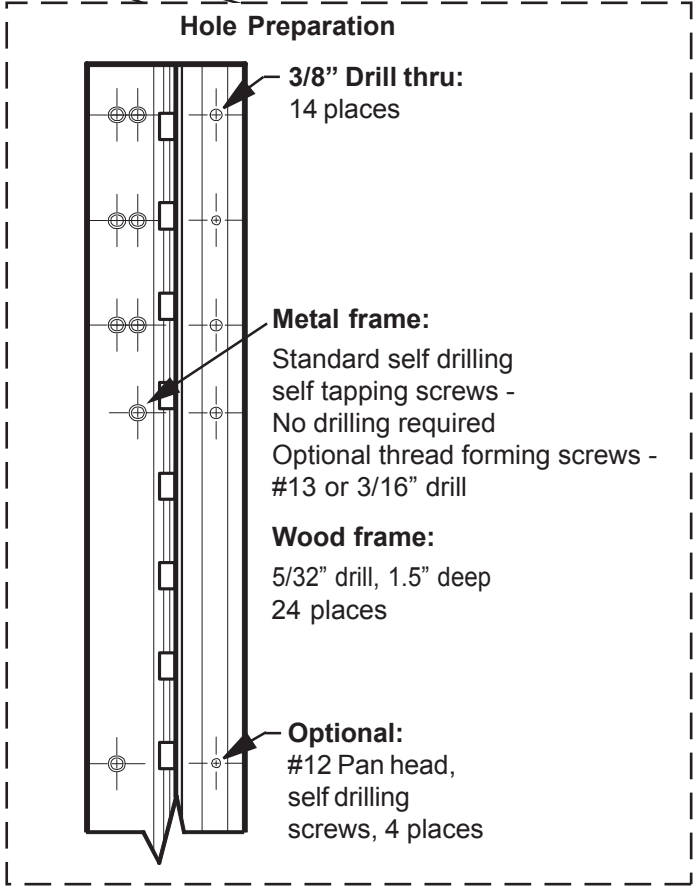 Hole Preparation
3/8” Drill thru:
14 places
Metal frame:
Standard self drilling
self tapping screws -
No drilling required
Optional thread forming screws -
#13 or 3/16” drill
Wood frame:
5/32” drill, 1.5” deep
24 places
Optional:
#12 Pan head,
self drilling
screws, 4 places